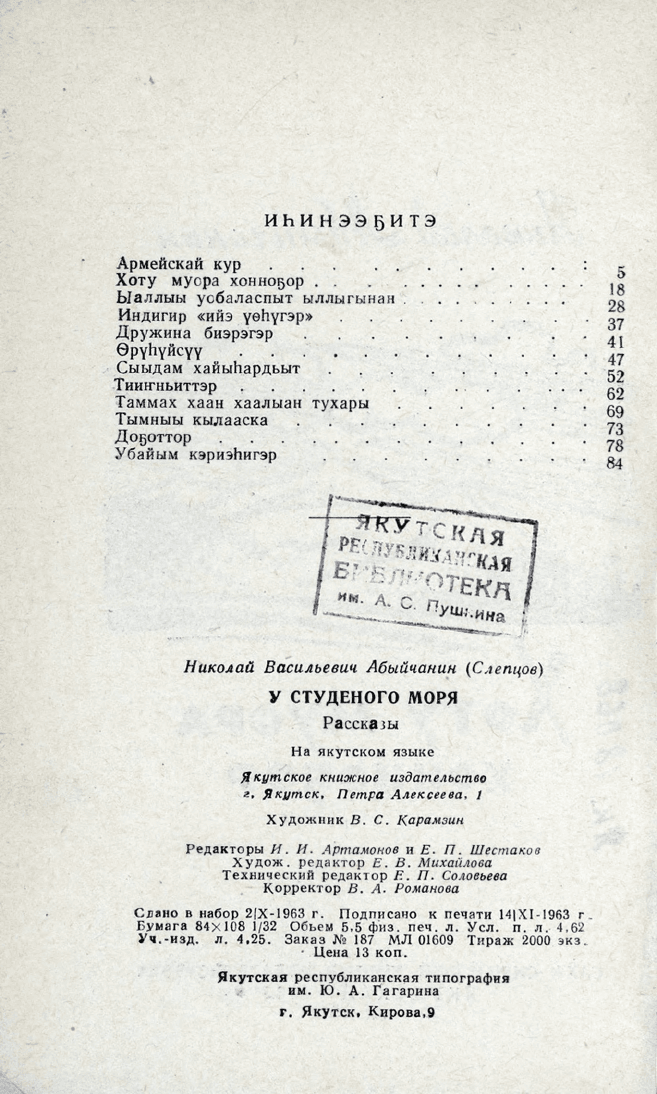 ИҺИНЭЭҔИТЭ
Армейскай кур . . . . . . . . . : 5
Хоту муора хонноҕор . . . . . . . . . 18
Ыаллыы уобаласпыт ыллыгынан . . . . . . . 28
Индигир «ийэ үөһүгэр» . . . . . . . . 37
Дружина биэрэгэр . . . . . . . . 41
Өрүһүйсүү . . . . . . . . . 47
Сыыдам хайыһардьыт . . . . . . . 52
Тииҥньиттэр . . . . . . . . . 62
Таммах хаан хаалыан тухары . . . . . . 69
Тымныы кылааска . . . . . . . . 73
Доҕоттор . . . . . . . . . . 78
Убайым кэриэһигэр . . . . . . . 84
ЯКУТСКАЯ
РЕСПУБЛИКАНСКАЯ
БИБЛИОТЕКА
им. А. С. Пушкина
Николай Васильевич Абыйчанин (Слепцов)
У СТУДЕНОГО МОРЯ
Рассказы
На якутском языке
Якутское книжное издательство
г. Якутск, Петра Алексеева, 1
Художник В. С. Карамзин
Редакторы И. И. Артамонов и Е. П. Шестаков
Худож. редактор Е. В. Михайлова
Технический редактор Е. П. Соловьева
Корректор В. А. Романова
Сдано в набор 2|X-1963 г. Подписано к печати 14|XI-1963 г.
Бумага 84×108 1/32 Обьем 5,5 физ. печ. л. Усл. п. л. 4,62
Уч.-изд. л. 4,25. Заказ № 187 МЛ 01609 Тираж 2000 экз.
Цена 13 коп.
Якутская республиканская типография
им. Ю. А. Гагарина
г. Якутск, Кирова,9